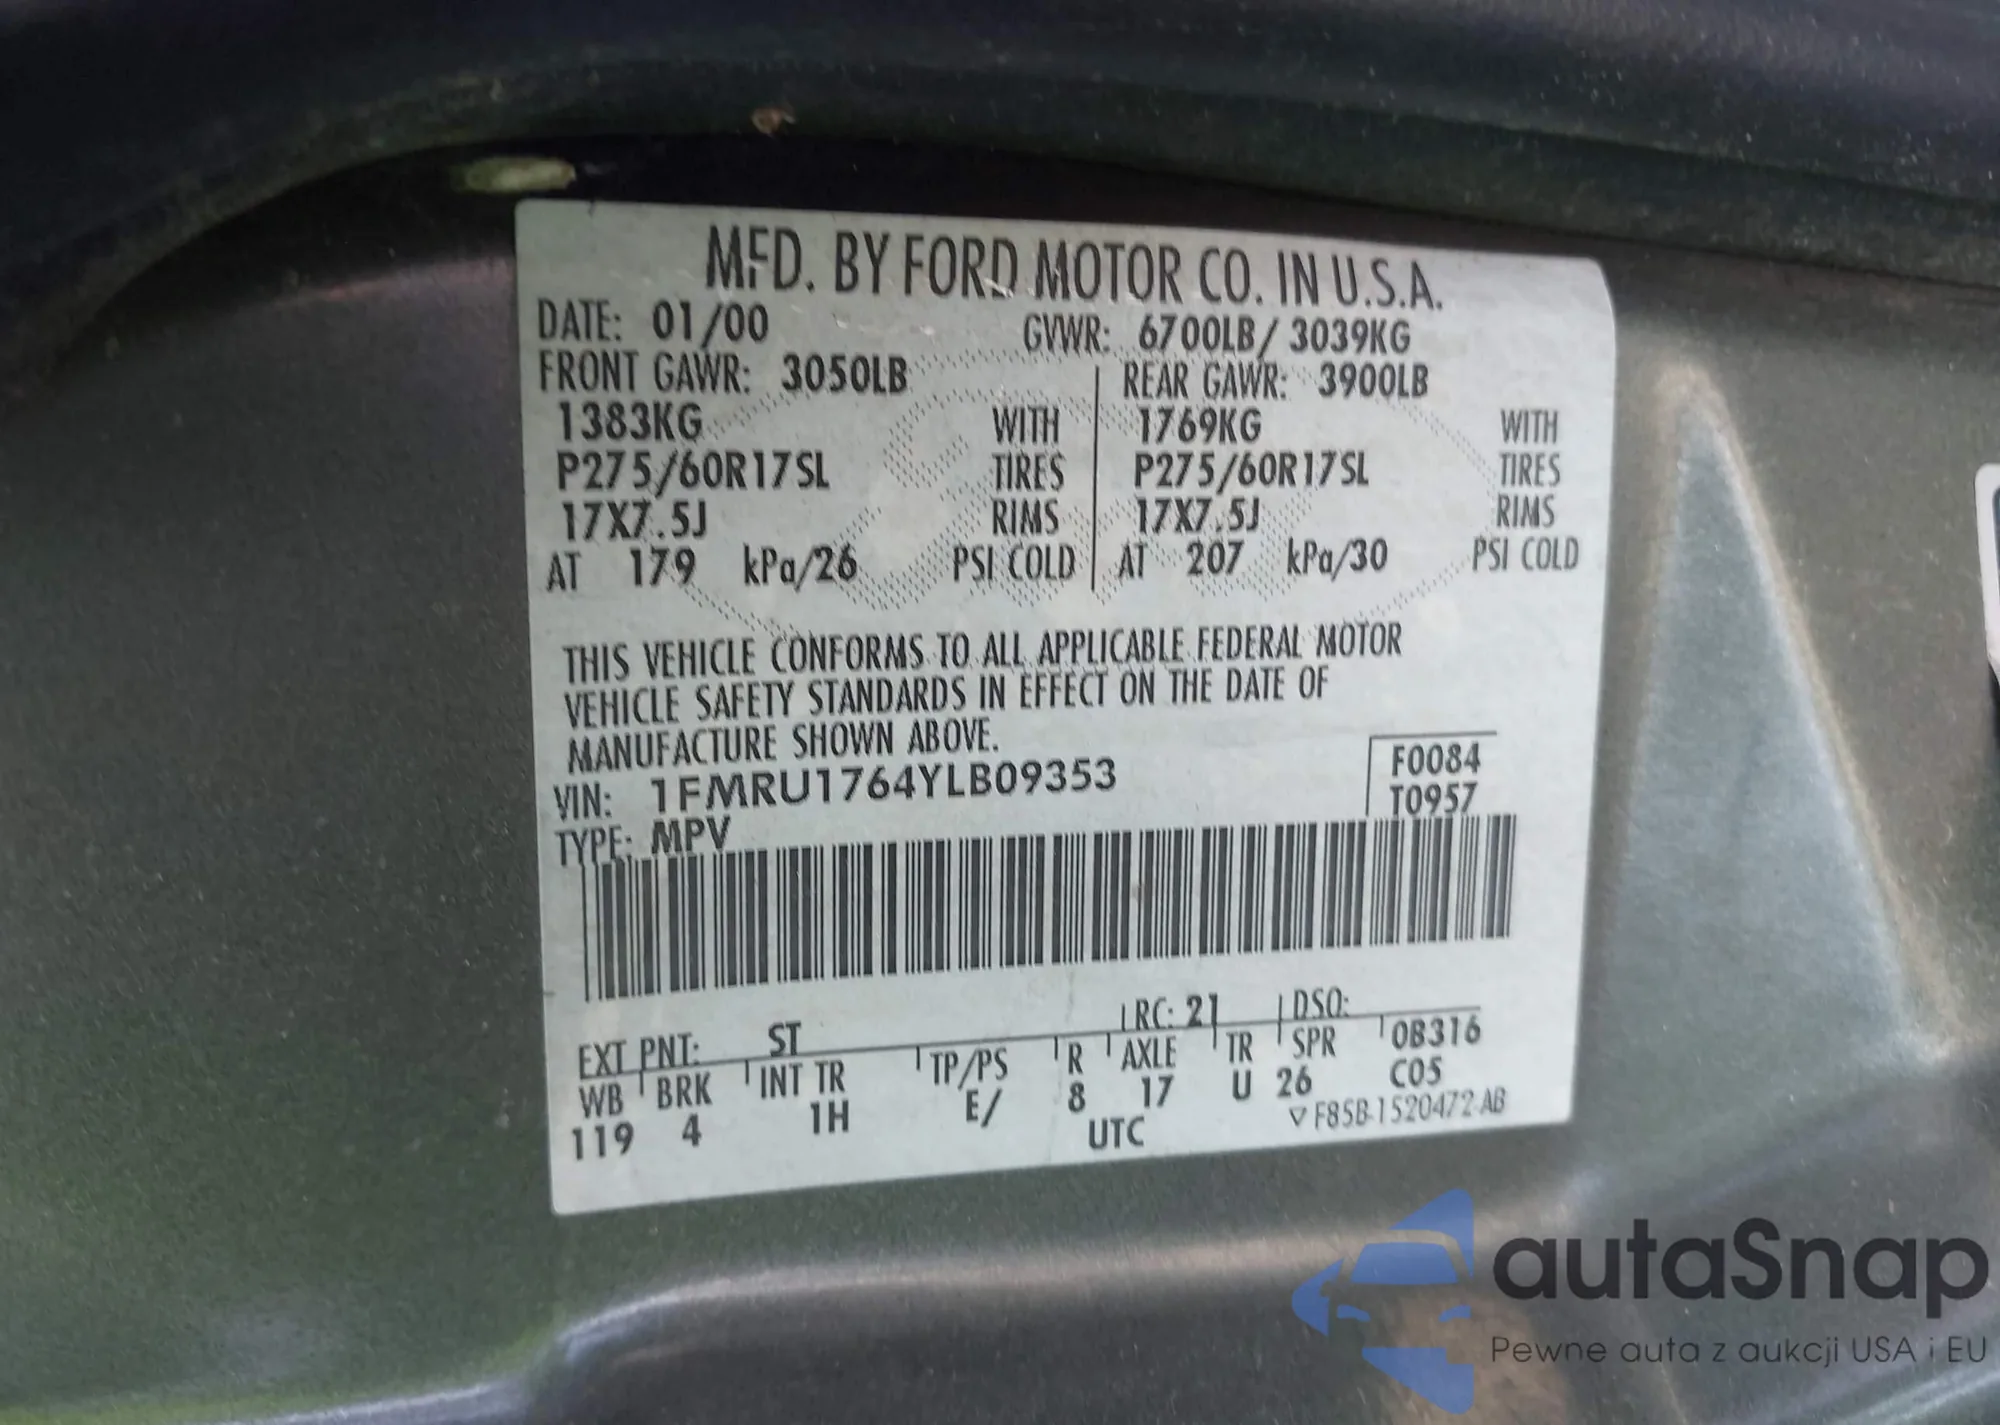 MFD. BY FORD MOTOR CO. IN U.S.A.
DATE: 01/00 GVWR: 6700LB / 3039KG
FRONT GAWR: 3050LB REAR GAWR: 3900LB
1383KG WITH 1769KG WITH
P275/60R17SL TIRES P275/60R17SL TIRES
17X7.5J RIMS 17X7.5J RIMS
AT 179 kPa/26 PSI COLD AT 207 kPa/30 PSI COLD
THIS VEHICLE CONFORMS TO ALL APPLICABLE FEDERAL MOTOR
VEHICLE SAFETY STANDARDS IN EFFECT ON THE DATE OF
MANUFACTURE SHOWN ABOVE.
VIN: 1FMRU1764YLB09353 F0084
TYPE: MPV T0957
EXT PNT: ST RC: 21 DSO:
WB BRK INT TR TP/PS R AXLE TR SPR 0B316
119 4 1H E/ 8 17 U 26 C05
UTC ▽ F85B-1520472-AB
autaSnap
Pewne auta z aukcji USA i EU